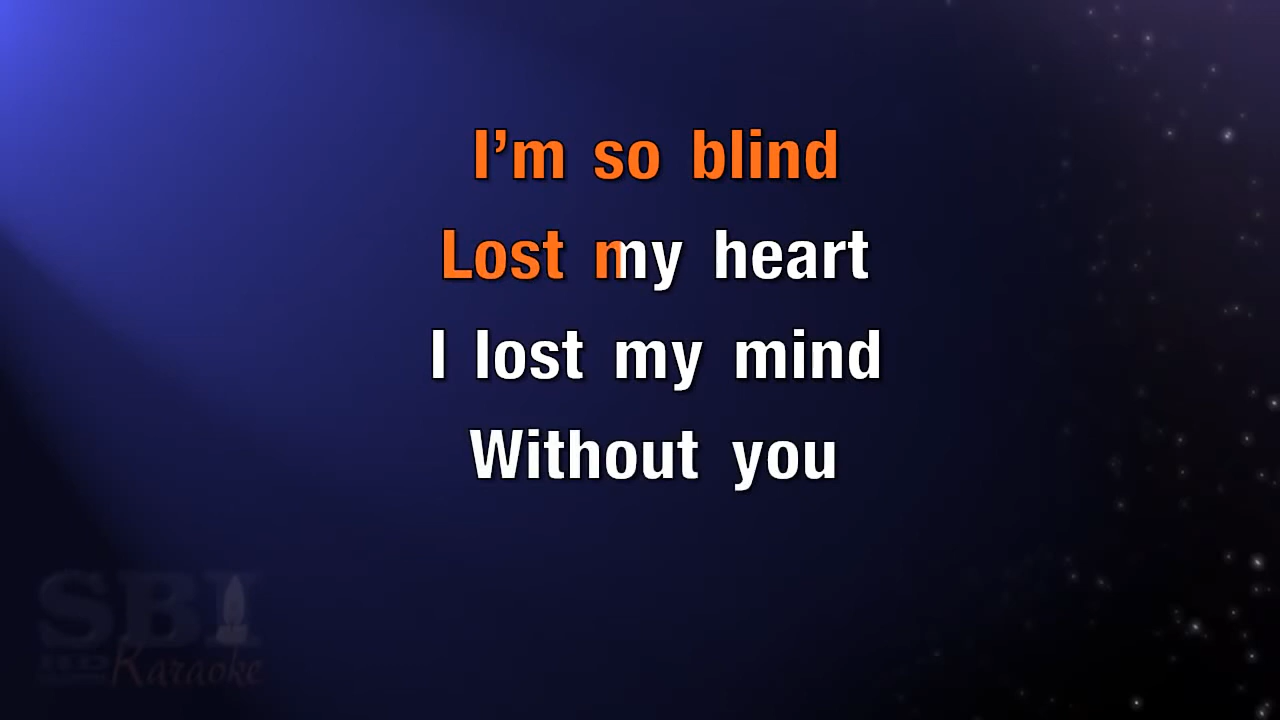 I'm so blind
Lost my heart
I lost my mind
Without you
SBI
Karaoke